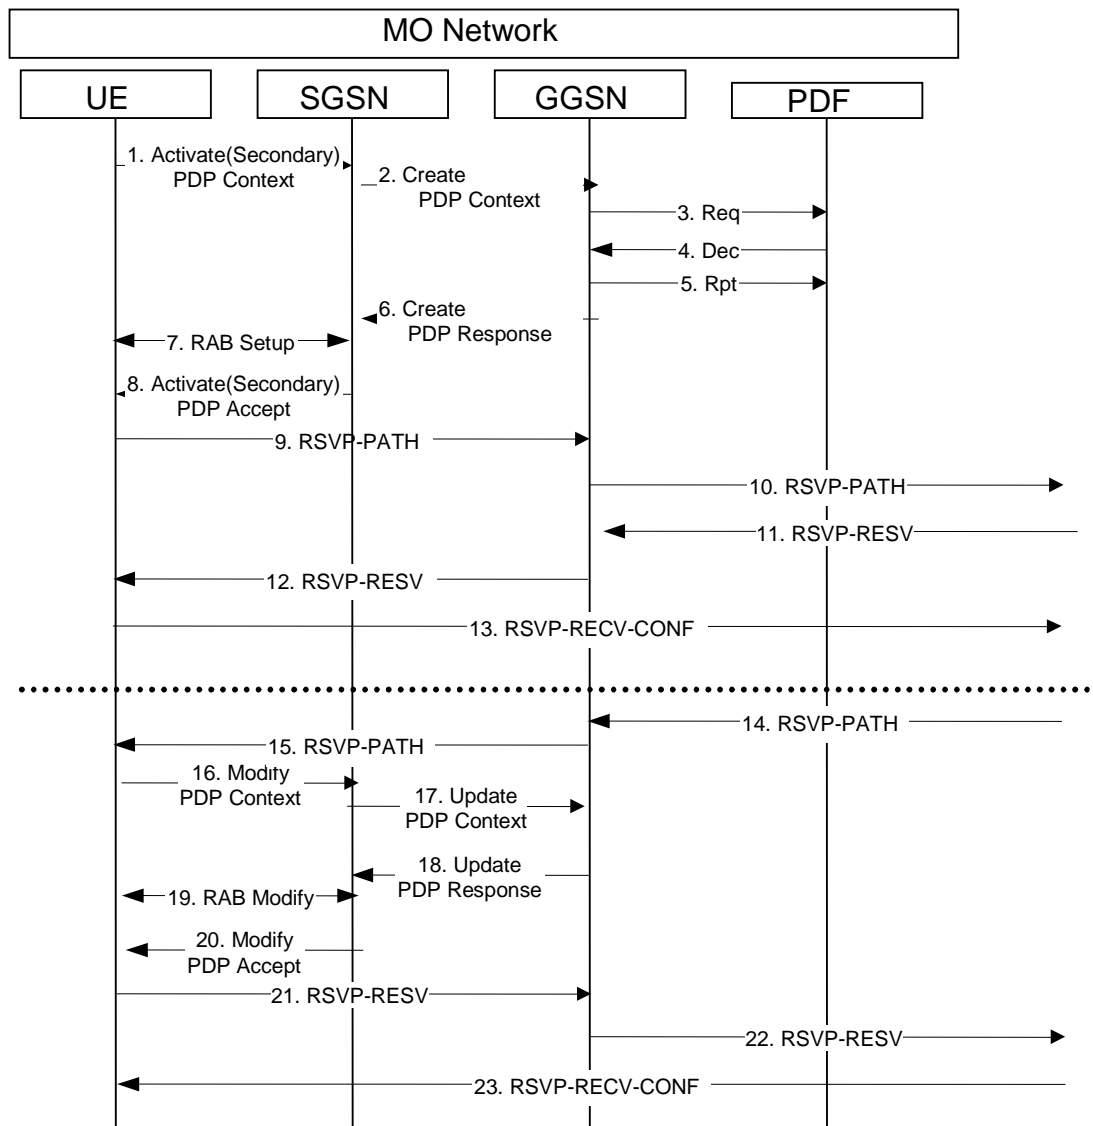 MO Network
UE
SGSN
GGSN
PDF
1. Activate(Secondary)
PDP Context
2. Create
PDP Context
3. Req
4. Dec
5. Rpt
6. Create
PDP Response
7. RAB Setup
8. Activate(Secondary)
PDP Accept
9. RSVP-PATH
10. RSVP-PATH
11. RSVP-RESV
12. RSVP-RESV
13. RSVP-RECV-CONF
14. RSVP-PATH
15. RSVP-PATH
16. Modify
PDP Context
17. Update
PDP Context
18. Update
PDP Response
19. RAB Modify
20. Modify
PDP Accept
21. RSVP-RESV
22. RSVP-RESV
23. RSVP-RECV-CONF